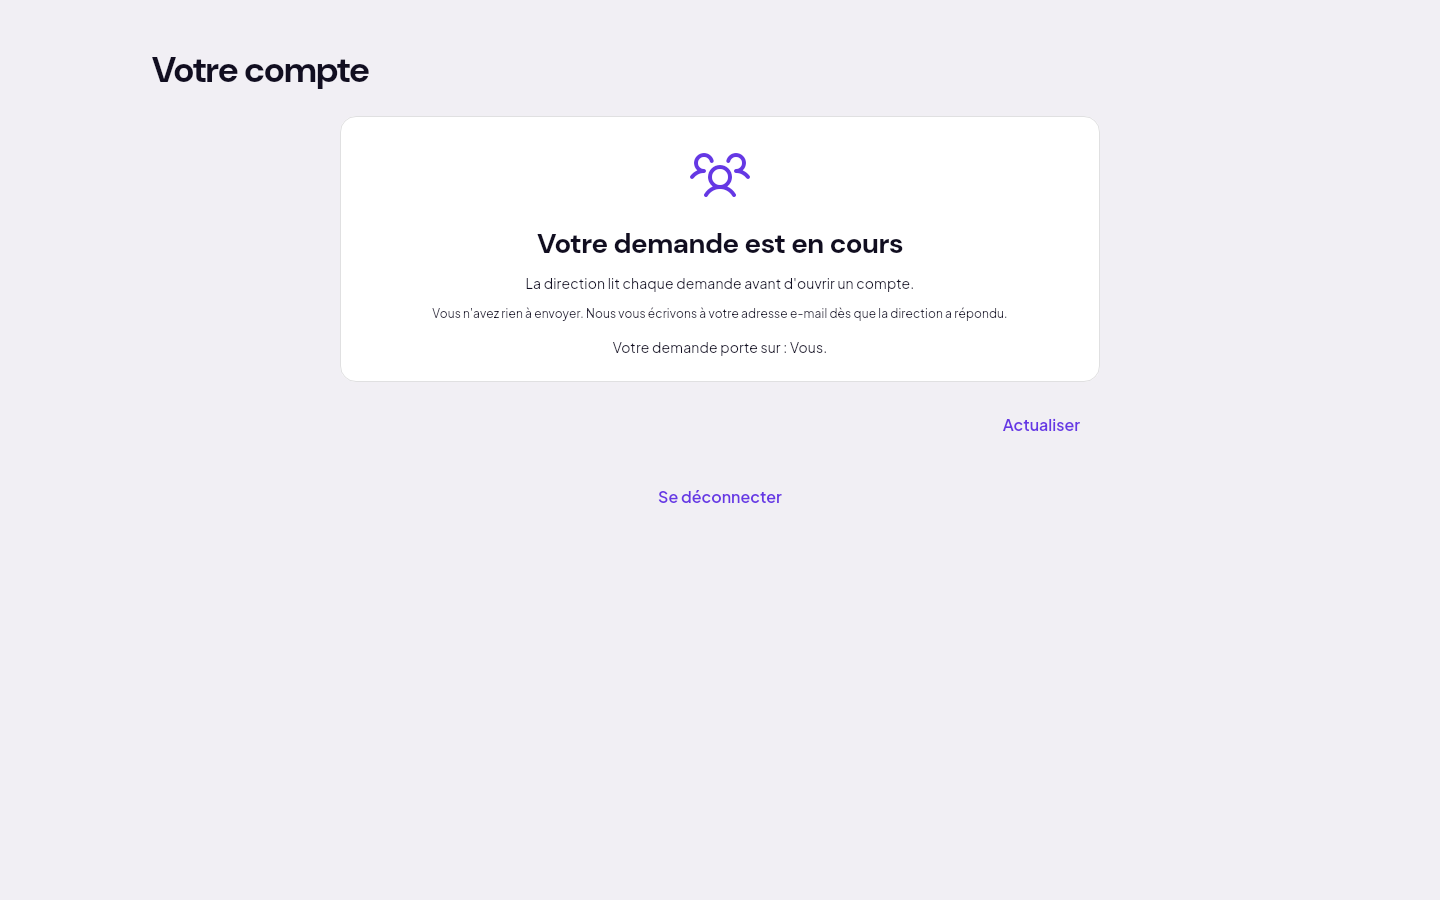 Votre compte
Votre demande est en cours
La direction lit chaque demande avant d'ouvrir un compte.
Vous n'avez rien à envoyer. Nous vous écrivons à votre adresse e-mail dès que la direction a répondu.
Votre demande porte sur : Vous.
Actualiser
Se déconnecter